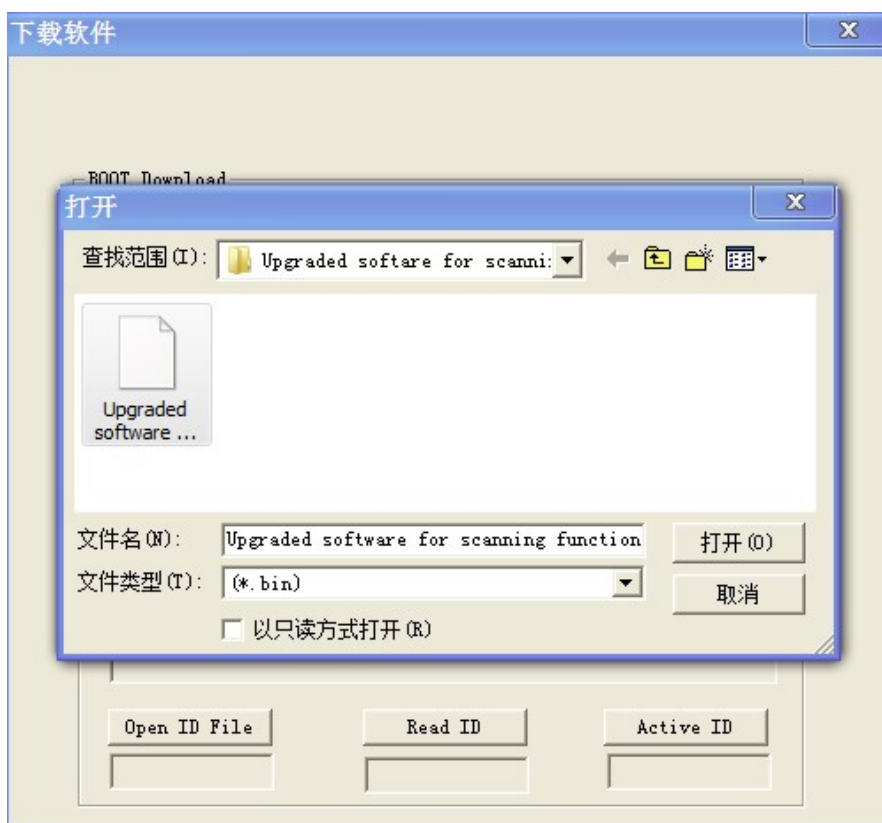 下载软件
BOOT Download
打开
查找范围(I):
Upgraded softare for scanni
Upgraded
software ...
文件名(N):
Upgraded software for scanning function
打开(O)
文件类型(T):
(*.bin)
取消
以只读方式打开(R)
Open ID File
Read ID
Active ID